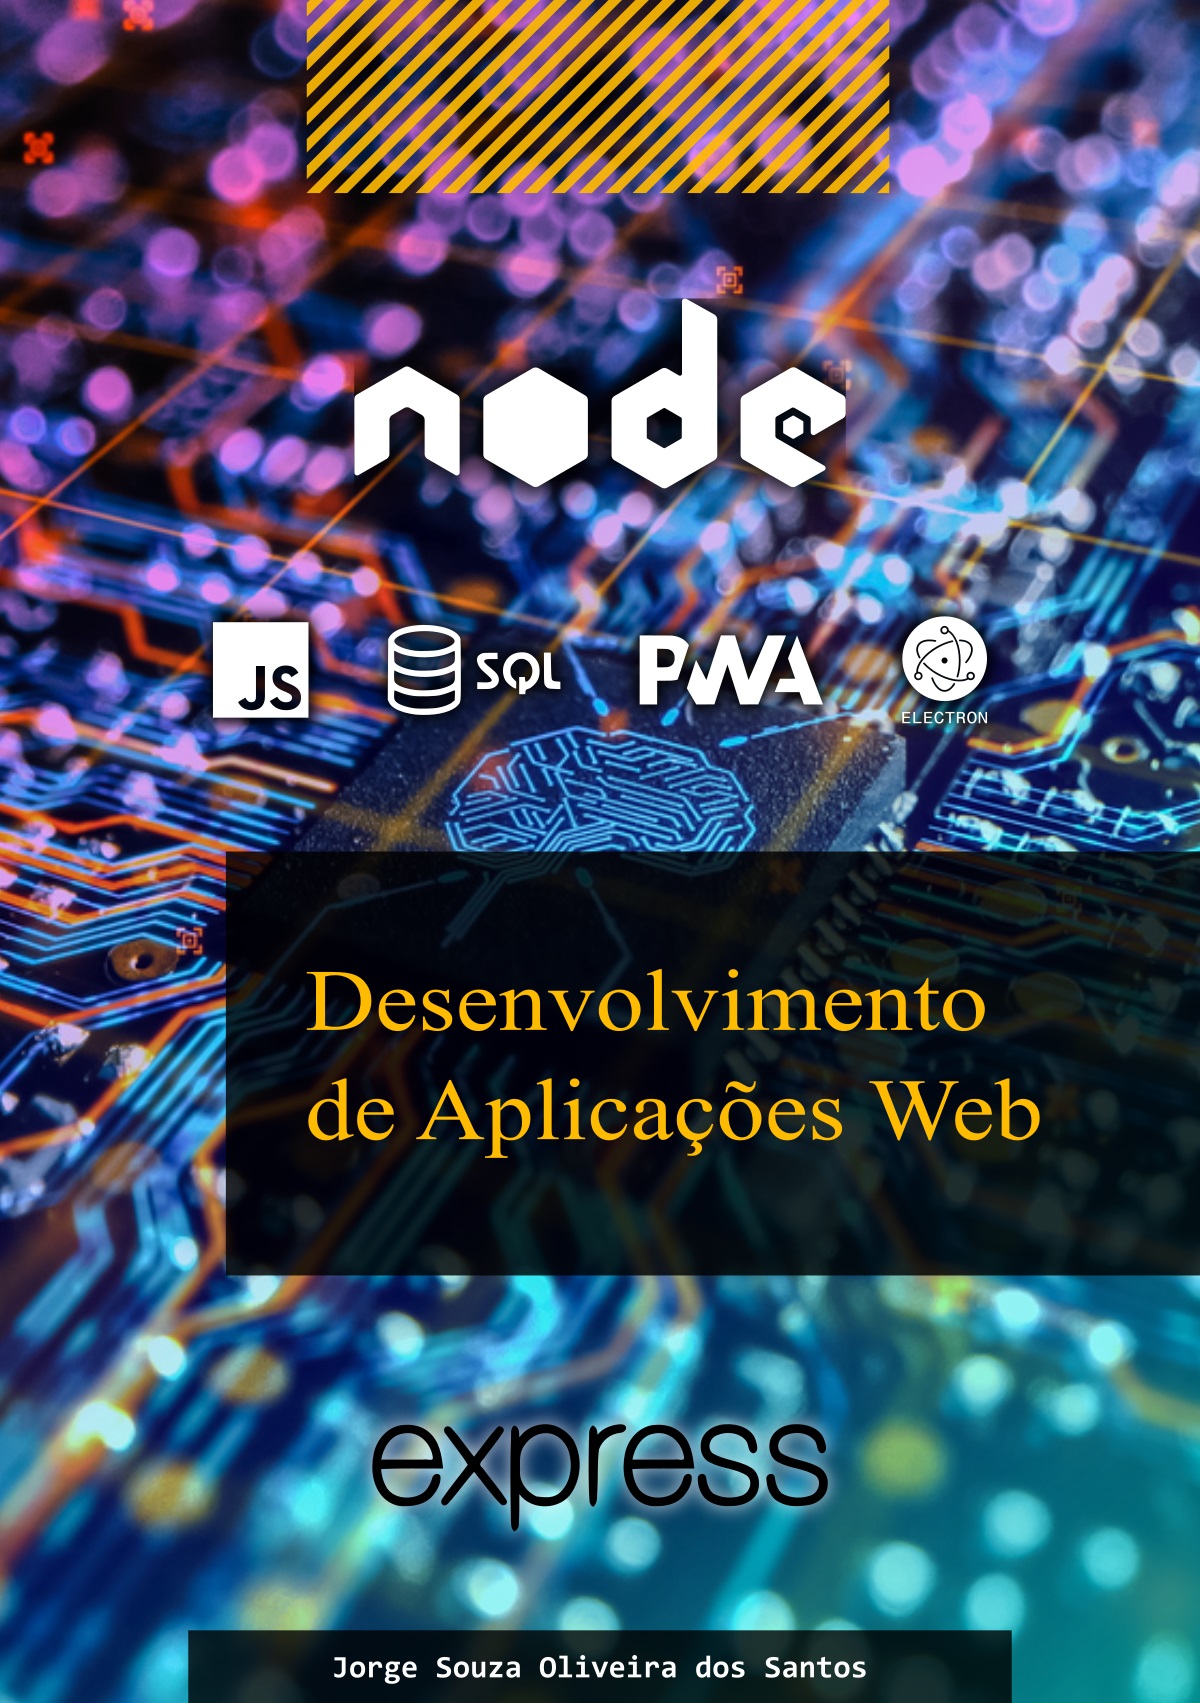 node
JS
SQL
PWA
ELECTRON
Desenvolvimento
de Aplicações Web
express
Jorge Souza Oliveira dos Santos